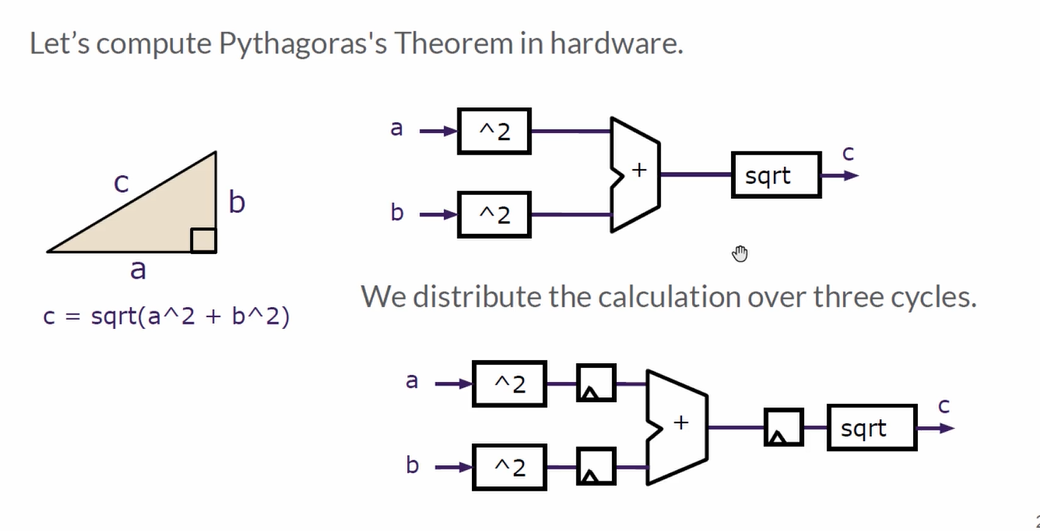 Let’s compute Pythagoras's Theorem in hardware.
a
^2
b
^2
+
sqrt
c
c
b
a
c = sqrt(a^2 + b^2)
We distribute the calculation over three cycles.
a
^2
b
^2
+
sqrt
c